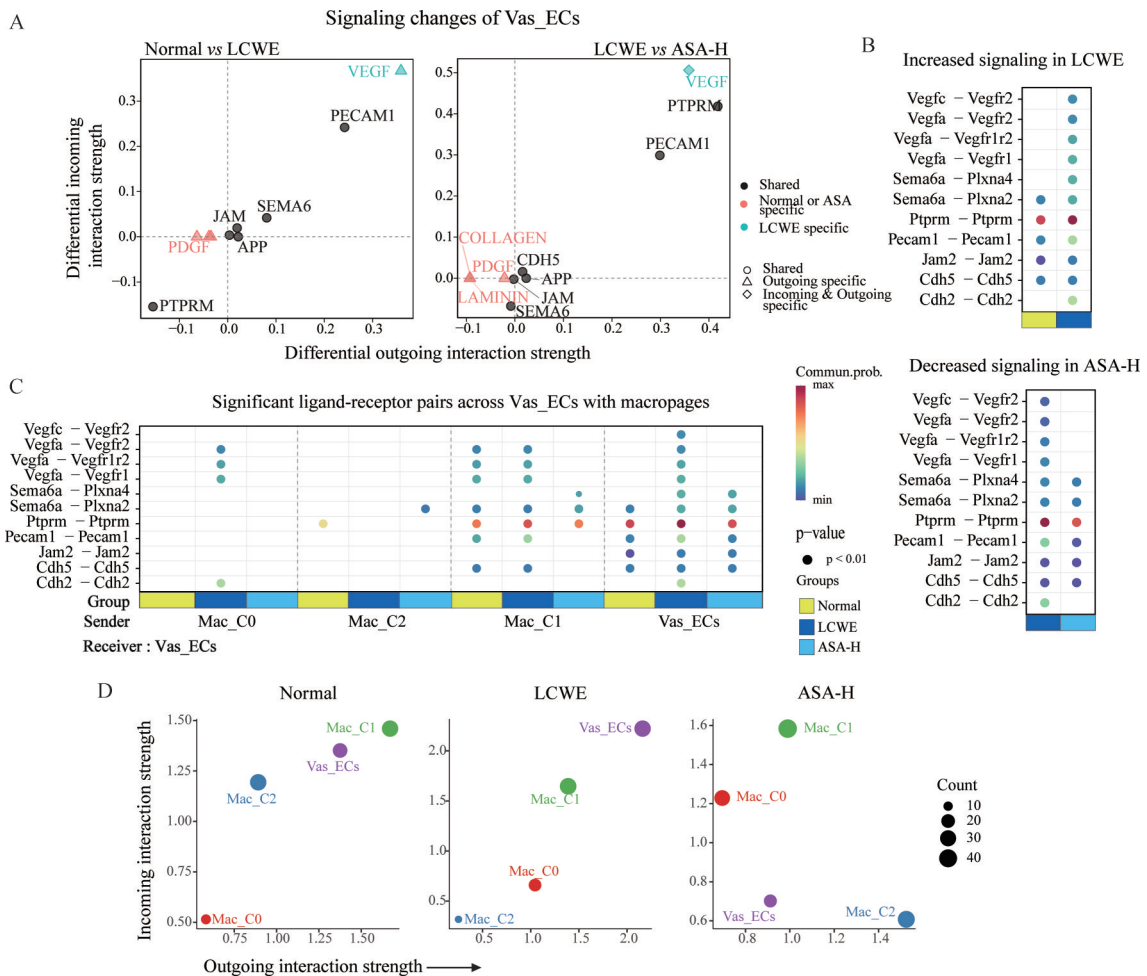 A
Signaling changes of Vas_ECs
Normal vs LCWE
LCWE vs ASA-H
Differential incoming
interaction strength
0.3
0.2
0.1
0.0
−0.1
VEGF
PECAM1
SEMA6
JAM
APP
PDGF
PTPRM
−0.1
0.0
0.1
0.2
0.3
0.5
0.4
0.3
0.2
0.1
0.0
VEGF
PTPRM
PECAM1
COLLAGEN
PDGF
CDH5
APP
LAMININ
JAM
SEMA6
−0.1
0.0
0.1
0.2
0.3
0.4
Differential outgoing interaction strength
Shared
Normal or ASA
specific
LCWE specific
Shared
Outgoing specific
Incoming & Outgoing
specific
B
Increased signaling in LCWE
Vegfc − Vegfr2
Vegfa − Vegfr2
Vegfa − Vegfr1r2
Vegfa − Vegfr1
Sema6a − Plxna4
Sema6a − Plxna2
Ptprm − Ptprm
Pecam1 − Pecam1
Jam2 − Jam2
Cdh5 − Cdh5
Cdh2 − Cdh2
Decreased signaling in ASA-H
Vegfc − Vegfr2
Vegfa − Vegfr2
Vegfa − Vegfr1r2
Vegfa − Vegfr1
Sema6a − Plxna4
Sema6a − Plxna2
Ptprm − Ptprm
Pecam1 − Pecam1
Jam2 − Jam2
Cdh5 − Cdh5
Cdh2 − Cdh2
C
Significant ligand-receptor pairs across Vas_ECs with macropages
Vegfc − Vegfr2
Vegfa − Vegfr2
Vegfa − Vegfr1r2
Vegfa − Vegfr1
Sema6a − Plxna4
Sema6a − Plxna2
Ptprm − Ptprm
Pecam1 − Pecam1
Jam2 − Jam2
Cdh5 − Cdh5
Cdh2 − Cdh2
Group
Sender
Mac_C0
Mac_C2
Mac_C1
Vas_ECs
Receiver : Vas_ECs
Commun.prob.
max
min
p-value
p < 0.01
Groups
Normal
LCWE
ASA-H
D
Normal
LCWE
ASA-H
Incoming interaction strength
1.50
1.25
1.00
0.75
0.50
Mac_C1
Vas_ECs
Mac_C2
Mac_C0
0.75
1.00
1.25
1.50
2.0
1.5
1.0
0.5
Vas_ECs
Mac_C1
Mac_C0
Mac_C2
0.5
1.0
1.5
2.0
1.6
1.4
1.2
1.0
0.8
0.6
Mac_C1
Mac_C0
Vas_ECs
Mac_C2
0.8
1.0
1.2
1.4
Outgoing interaction strength
Count
10
20
30
40